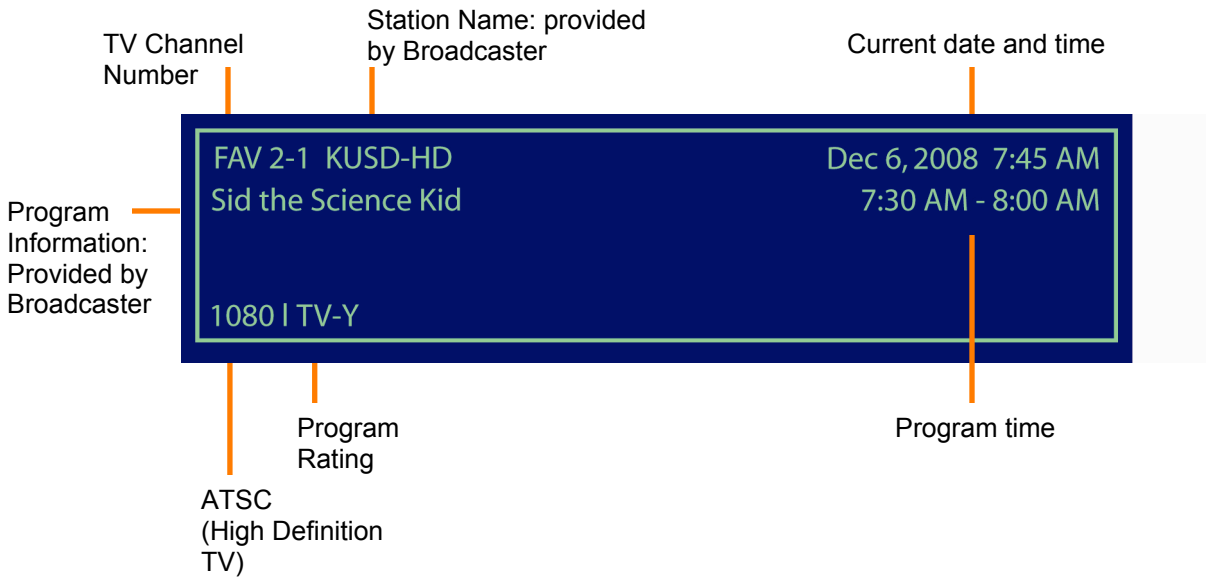 Station Name: provided
by Broadcaster
TV Channel
Number
Current date and time
FAV 2-1 KUSD-HD
Dec 6, 2008 7:45 AM
Sid the Science Kid
7:30 AM - 8:00 AM
Program
Information:
Provided by
Broadcaster
1080 l TV-Y
Program
Rating
Program time
ATSC
(High Definition
TV)